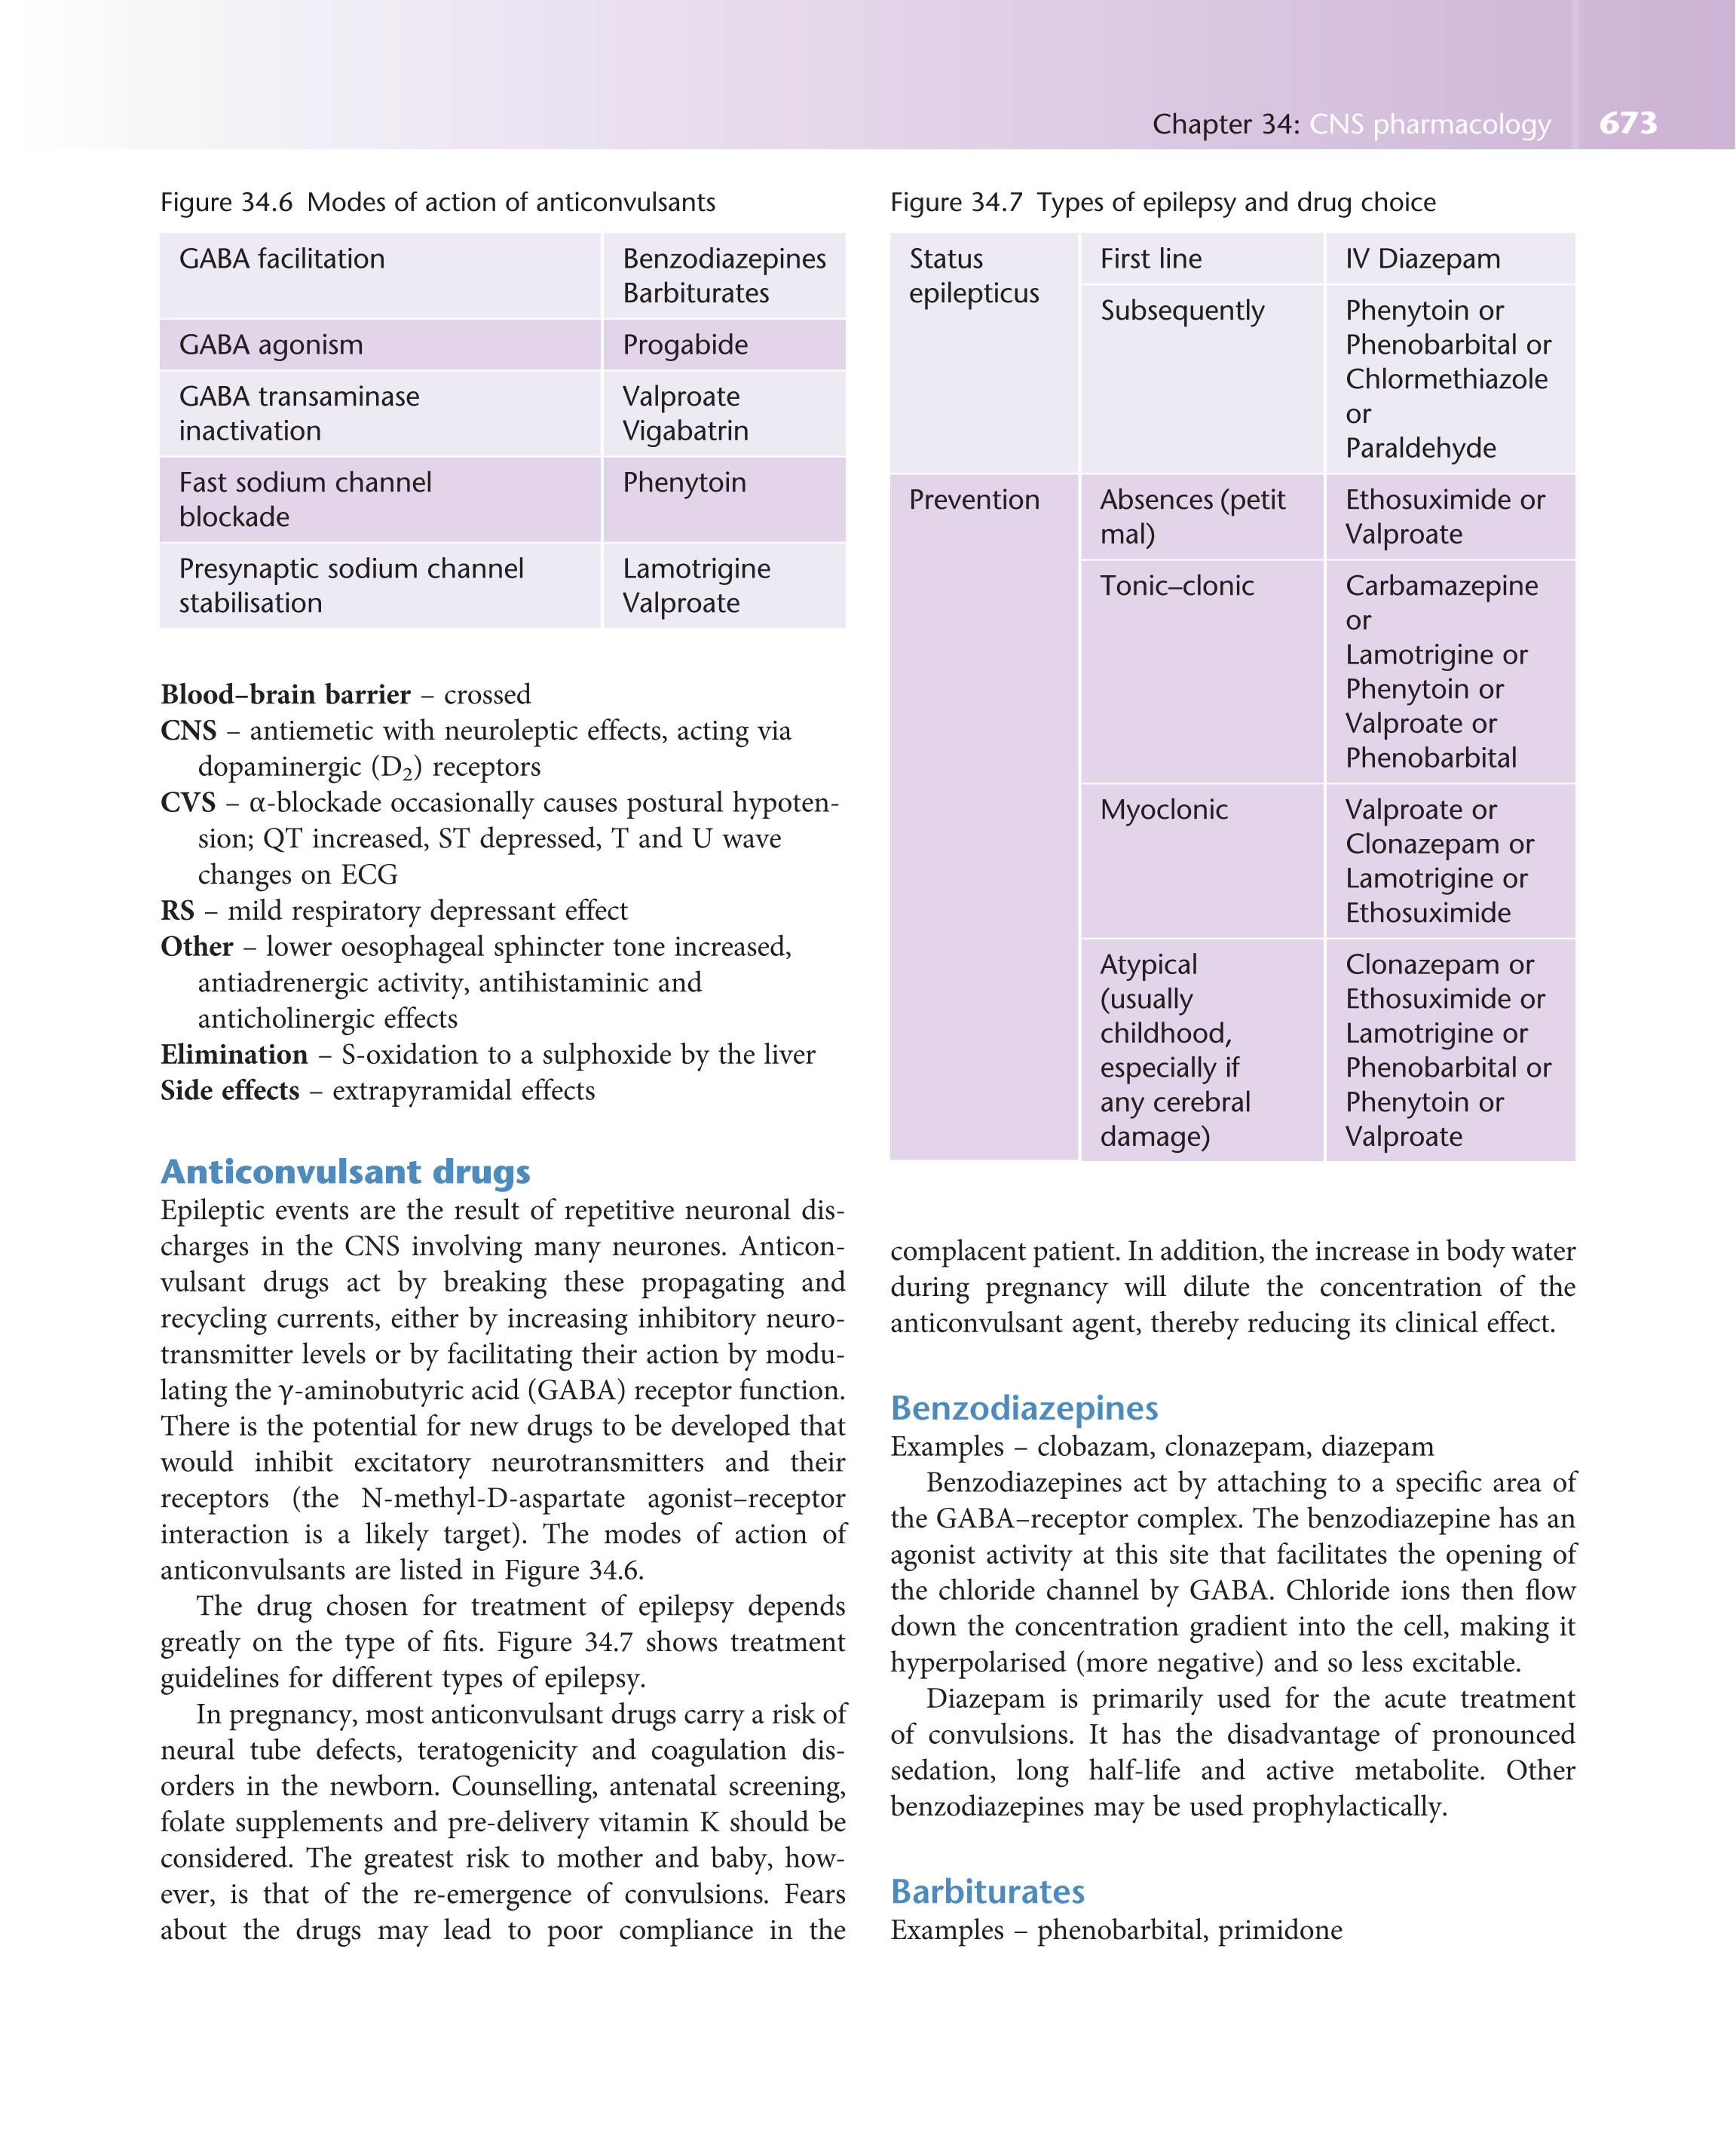 Chapter 34: CNS pharmacology 673
Figure 34.6 Modes of action of anticonvulsants
GABA facilitation
Benzodiazepines
Barbiturates
GABA agonism
Progabide
GABA transaminase
inactivation
Valproate
Vigabatrin
Fast sodium channel
blockade
Phenytoin
Presynaptic sodium channel
stabilisation
Lamotrigine
Valproate
Blood–brain barrier – crossed
CNS – antiemetic with neuroleptic effects, acting via
dopaminergic (D₂) receptors
CVS – α-blockade occasionally causes postural hypoten-
sion; QT increased, ST depressed, T and U wave
changes on ECG
RS – mild respiratory depressant effect
Other – lower oesophageal sphincter tone increased,
antiadrenergic activity, antihistaminic and
anticholinergic effects
Elimination – S-oxidation to a sulphoxide by the liver
Side effects – extrapyramidal effects
Anticonvulsant drugs
Epileptic events are the result of repetitive neuronal dis-
charges in the CNS involving many neurones. Anticon-
vulsant drugs act by breaking these propagating and
recycling currents, either by increasing inhibitory neuro-
transmitter levels or by facilitating their action by modu-
lating the γ-aminobutyric acid (GABA) receptor function.
There is the potential for new drugs to be developed that
would inhibit excitatory neurotransmitters and their
receptors (the N-methyl-D-aspartate agonist–receptor
interaction is a likely target). The modes of action of
anticonvulsants are listed in Figure 34.6.
The drug chosen for treatment of epilepsy depends
greatly on the type of fits. Figure 34.7 shows treatment
guidelines for different types of epilepsy.
In pregnancy, most anticonvulsant drugs carry a risk of
neural tube defects, teratogenicity and coagulation dis-
orders in the newborn. Counselling, antenatal screening,
folate supplements and pre-delivery vitamin K should be
considered. The greatest risk to mother and baby, how-
ever, is that of the re-emergence of convulsions. Fears
about the drugs may lead to poor compliance in the
Figure 34.7 Types of epilepsy and drug choice
Status
epilepticus
First line
IV Diazepam
Subsequently
Phenytoin or
Phenobarbital or
Chlormethiazole
or
Paraldehyde
Prevention
Absences (petit
mal)
Ethosuximide or
Valproate
Tonic–clonic
Carbamazepine
or
Lamotrigine or
Phenytoin or
Valproate or
Phenobarbital
Myoclonic
Valproate or
Clonazepam or
Lamotrigine or
Ethosuximide
Atypical
(usually
childhood,
especially if
any cerebral
damage)
Clonazepam or
Ethosuximide or
Lamotrigine or
Phenobarbital or
Phenytoin or
Valproate
complacent patient. In addition, the increase in body water
during pregnancy will dilute the concentration of the
anticonvulsant agent, thereby reducing its clinical effect.
Benzodiazepines
Examples – clobazam, clonazepam, diazepam
Benzodiazepines act by attaching to a specific area of
the GABA–receptor complex. The benzodiazepine has an
agonist activity at this site that facilitates the opening of
the chloride channel by GABA. Chloride ions then flow
down the concentration gradient into the cell, making it
hyperpolarised (more negative) and so less excitable.
Diazepam is primarily used for the acute treatment
of convulsions. It has the disadvantage of pronounced
sedation, long half-life and active metabolite. Other
benzodiazepines may be used prophylactically.
Barbiturates
Examples – phenobarbital, primidone